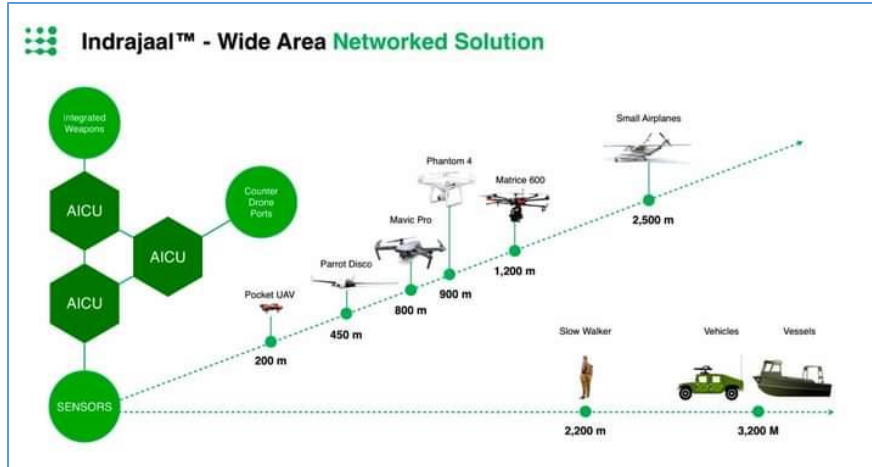 Indrajaal™ - Wide Area Networked Solution
Integrated
Weapons
AICU
AICU
AICU
Counter
Drone
Ports
SENSORS
Pocket UAV
200 m
Parrot Disco
450 m
Mavic Pro
800 m
Phantom 4
900 m
Matrice 600
1,200 m
Small Airplanes
2,500 m
Slow Walker
2,200 m
Vehicles
Vessels
3,200 M